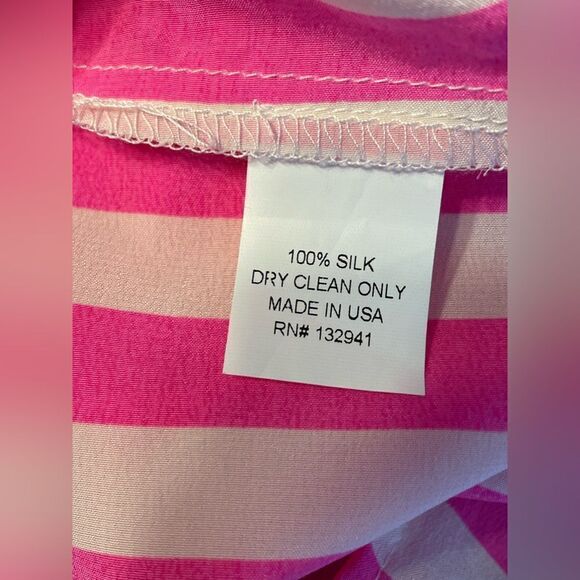 100% SILK
DRY CLEAN ONLY
MADE IN USA
RN# 132941